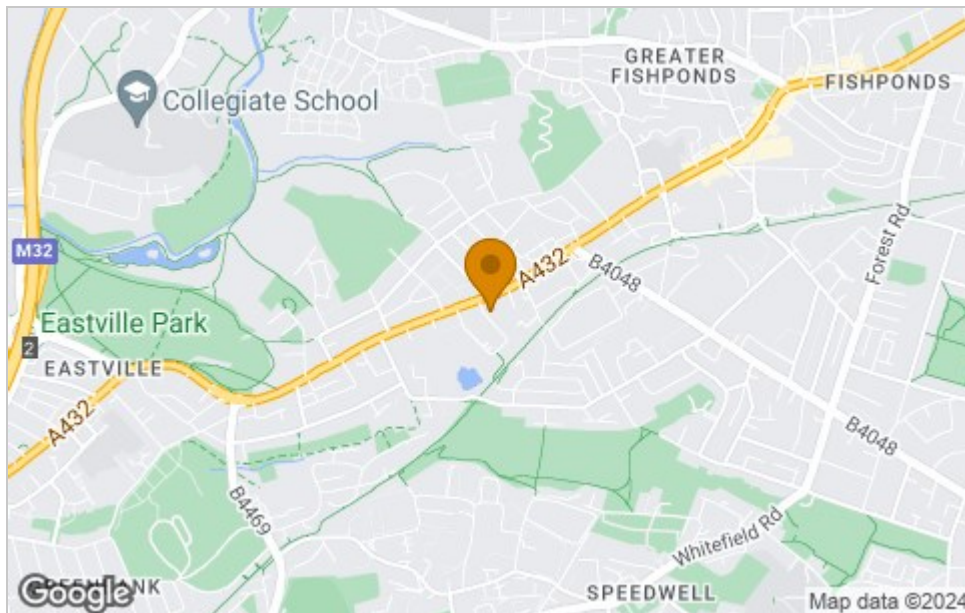 GREATER
FISHPONDS
FISHPONDS
Collegiate School
M32
A432
B4048
Forest Rd
Eastville Park
2
EASTVILLE
A432
B4048
B4469
Whitefield Rd
SPEEDWELL
Google
Map data ©2024